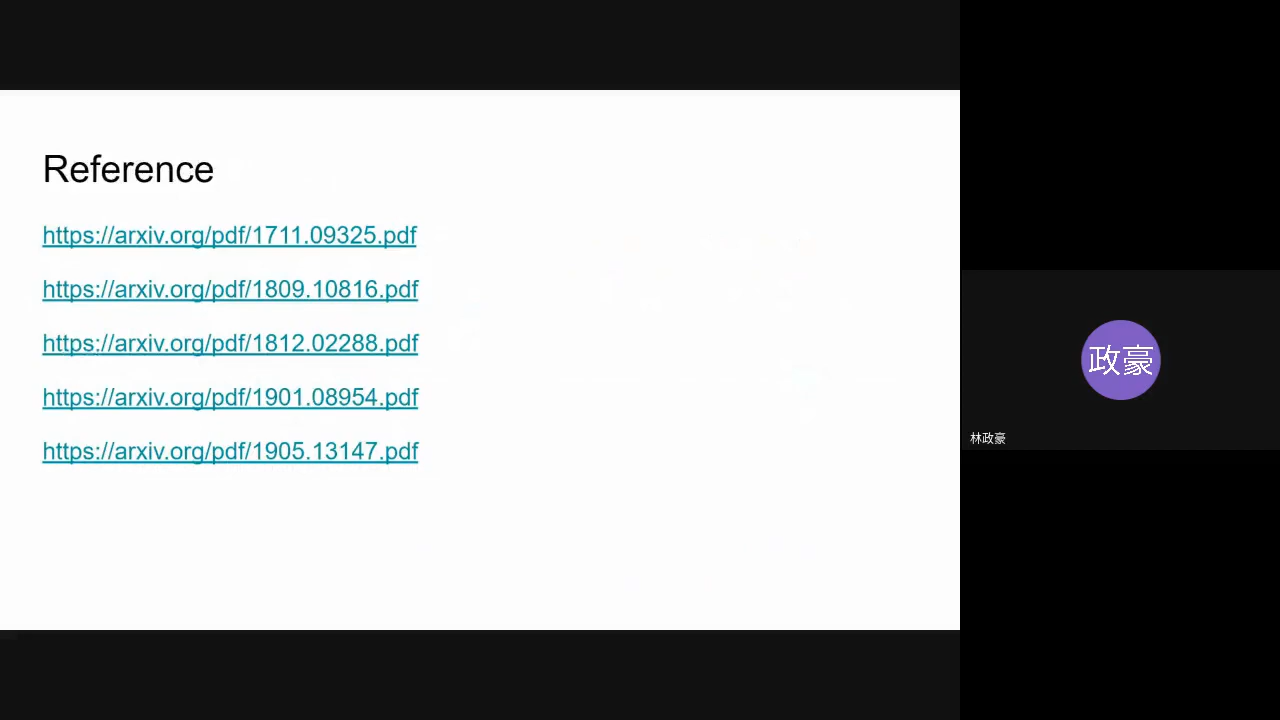 Reference
https://arxiv.org/pdf/1711.09325.pdf
https://arxiv.org/pdf/1809.10816.pdf
https://arxiv.org/pdf/1812.02288.pdf
https://arxiv.org/pdf/1901.08954.pdf
https://arxiv.org/pdf/1905.13147.pdf
政豪
林政豪